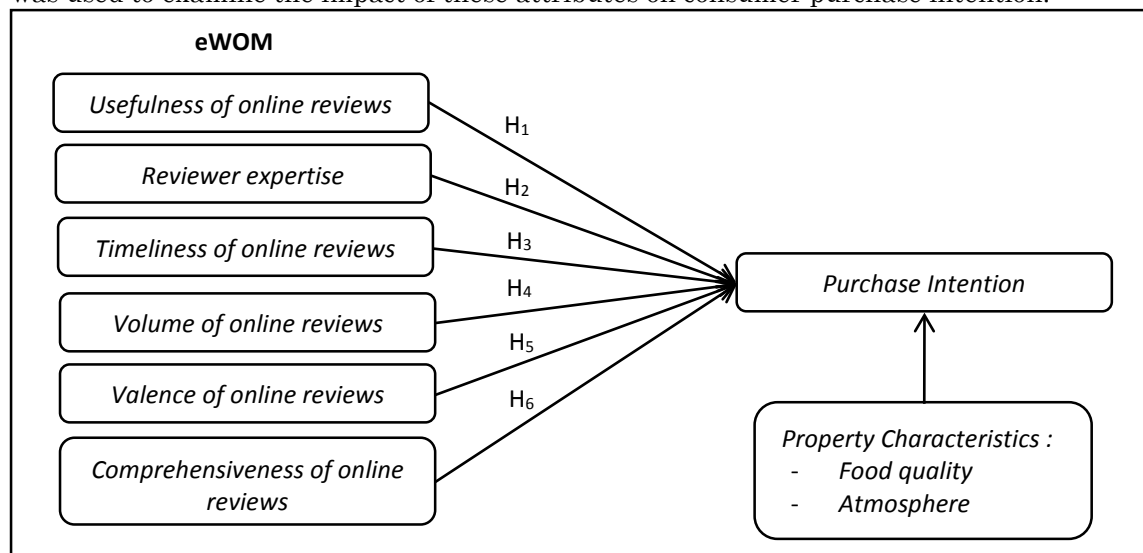 was used to examine the impact of these attributes on consumer purchase intention.
eWOM
Usefulness of online reviews
H1
Reviewer expertise
H2
Timeliness of online reviews
H3
Volume of online reviews
H4
Valence of online reviews
H5
Comprehensiveness of online
reviews
H6
Purchase Intention
Property Characteristics :
- Food quality
- Atmosphere